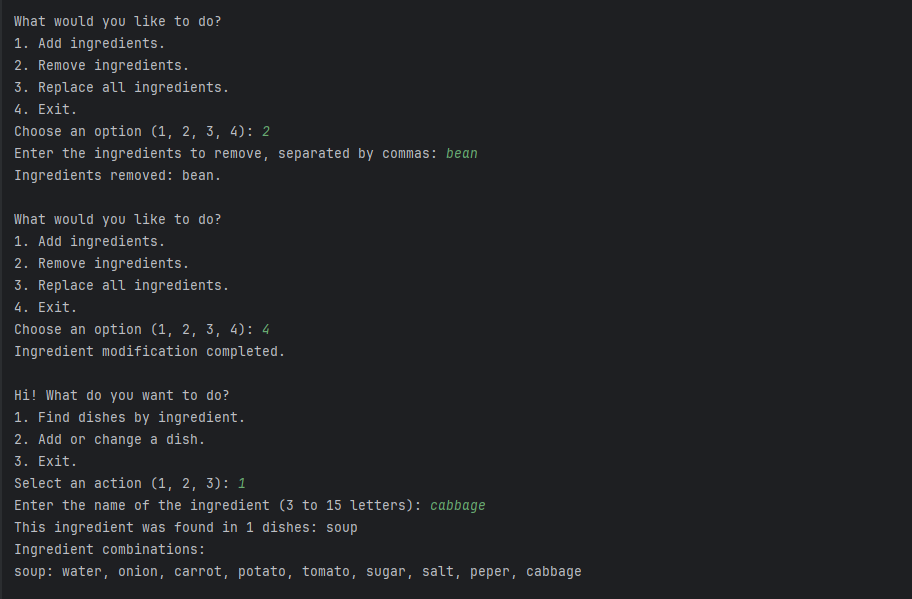 What would you like to do?
1. Add ingredients.
2. Remove ingredients.
3. Replace all ingredients.
4. Exit.
Choose an option (1, 2, 3, 4): 2
Enter the ingredients to remove, separated by commas: bean
Ingredients removed: bean.
What would you like to do?
1. Add ingredients.
2. Remove ingredients.
3. Replace all ingredients.
4. Exit.
Choose an option (1, 2, 3, 4): 4
Ingredient modification completed.
Hi! What do you want to do?
1. Find dishes by ingredient.
2. Add or change a dish.
3. Exit.
Select an action (1, 2, 3): 1
Enter the name of the ingredient (3 to 15 letters): cabbage
This ingredient was found in 1 dishes: soup
Ingredient combinations:
soup: water, onion, carrot, potato, tomato, sugar, salt, peper, cabbage